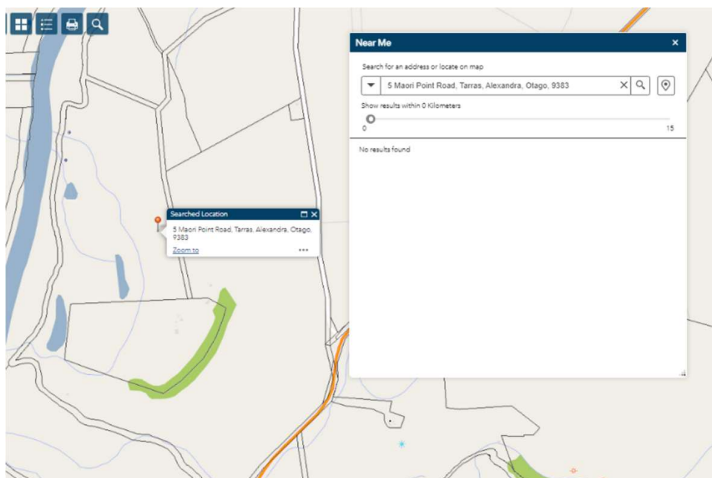 Near Me
Search for an address or locate on map
5 Maori Point Road, Tarras, Alexandra, Otago, 9383
Show results within 0 Kilometers
0
15
No results found
Searched Location
5 Maori Point Road, Tarras, Alexandra, Otago,
9383
Zoom to